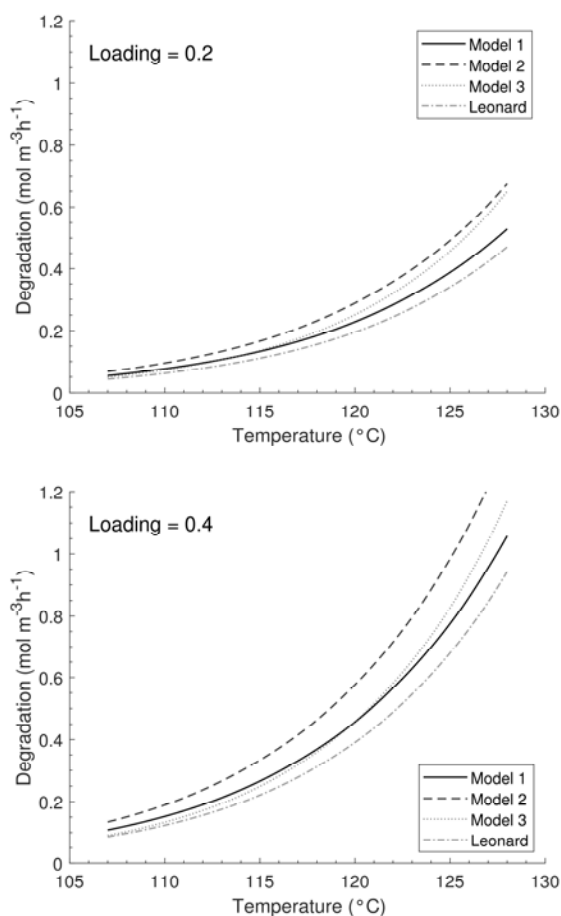 1.2
1
0.8
0.6
0.4
0.2
0
Degradation (mol m⁻³h⁻¹)
Loading = 0.2
Model 1
Model 2
Model 3
Leonard
105 110 115 120 125 130
Temperature (°C)
1.2
1
0.8
0.6
0.4
0.2
0
Degradation (mol m⁻³h⁻¹)
Loading = 0.4
Model 1
Model 2
Model 3
Leonard
105 110 115 120 125 130
Temperature (°C)